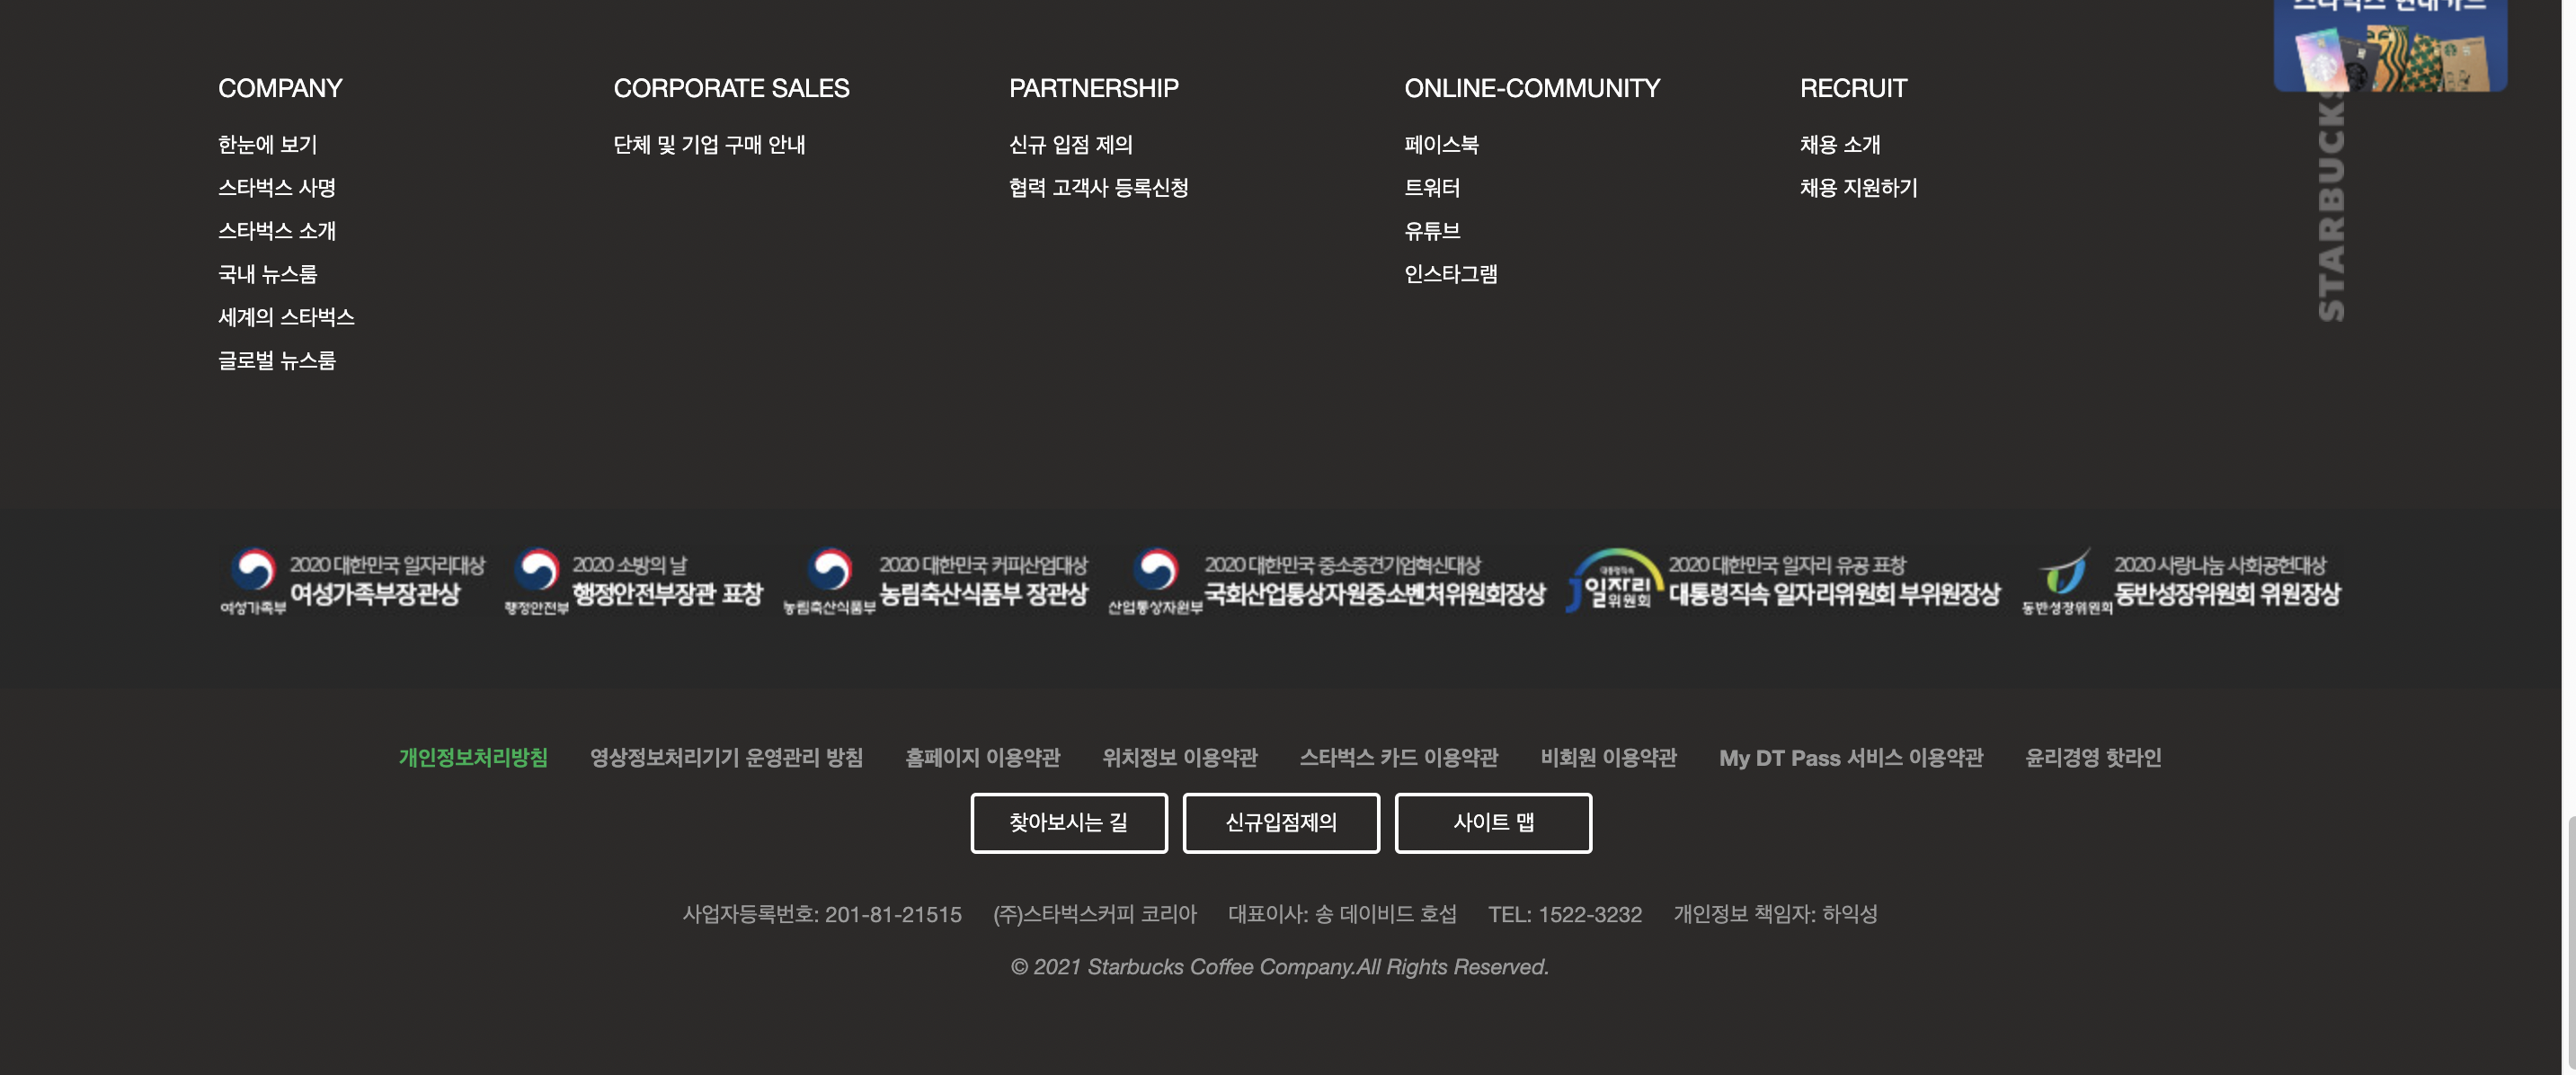 스타벅스 현대카드
COMPANY
한눈에 보기
스타벅스 사명
스타벅스 소개
국내 뉴스룸
세계의 스타벅스
글로벌 뉴스룸
CORPORATE SALES
단체 및 기업 구매 안내
PARTNERSHIP
신규 입점 제의
협력 고객사 등록신청
ONLINE-COMMUNITY
페이스북
트워터
유튜브
인스타그램
RECRUIT
채용 소개
채용 지원하기
STARBUCKS
여성가족부
2020 대한민국 일자리대상
여성가족부장관상
행정안전부
2020 소방의 날
행정안전부장관 표창
농림축산식품부
2020 대한민국 커피산업대상
농림축산식품부 장관상
산업통상자원부
2020 대한민국 중소중견기업혁신대상
국회산업통상자원중소벤처위원회장상
대통령직속
일자리
위원회
2020 대한민국 일자리 유공 표창
대통령직속 일자리위원회 부위원장상
동반성장위원회
2020 사랑나눔 사회공헌대상
동반성장위원회 위원장상
개인정보처리방침 영상정보처리기기 운영관리 방침 홈페이지 이용약관 위치정보 이용약관 스타벅스 카드 이용약관 비회원 이용약관 My DT Pass 서비스 이용약관 윤리경영 핫라인
찾아보시는 길 신규입점제의 사이트 맵
사업자등록번호: 201-81-21515 (주)스타벅스커피 코리아 대표이사: 송 데이비드 호섭 TEL: 1522-3232 개인정보 책임자: 하익성
© 2021 Starbucks Coffee Company.All Rights Reserved.